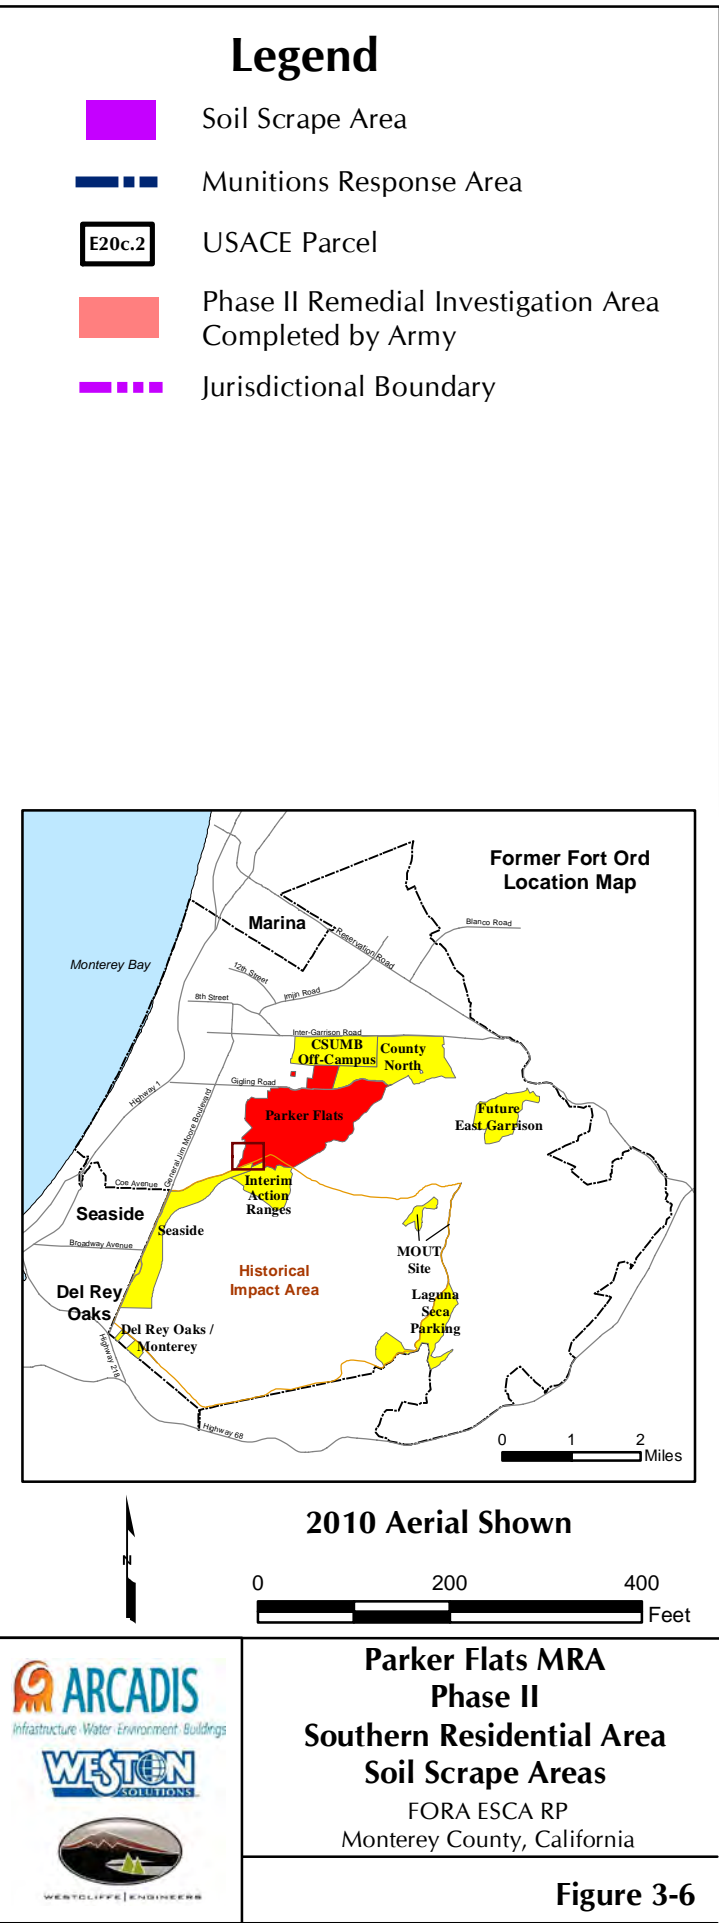 Legend
Soil Scrape Area
Munitions Response Area
E20c.2
USACE Parcel
Phase II Remedial Investigation Area
Completed by Army
Jurisdictional Boundary
Former Fort Ord
Location Map
Marina
Blanco Road
Reservation Road
Monterey Bay
12th Street
Imjin Road
8th Street
Inter-Garrison Road
CSUMB
Off-Campus
County
North
Gigling Road
Highway 1
General Jim Moore Boulevard
Parker Flats
Future
East Garrison
Coe Avenue
Interim
Action
Ranges
Seaside
Seaside
Broadway Avenue
MOUT
Site
Historical
Impact Area
Del Rey
Oaks
Laguna
Seca
Parking
Del Rey Oaks /
Monterey
Highway 218
Highway 68
0 1 2
Miles
N
2010 Aerial Shown
0 200 400
Feet
ARCADIS
Infrastructure · Water · Environment · Buildings
WESTON
SOLUTIONS
WESTCLIFFE | ENGINEERS
Parker Flats MRA
Phase II
Southern Residential Area
Soil Scrape Areas
FORA ESCA RP
Monterey County, California
Figure 3-6